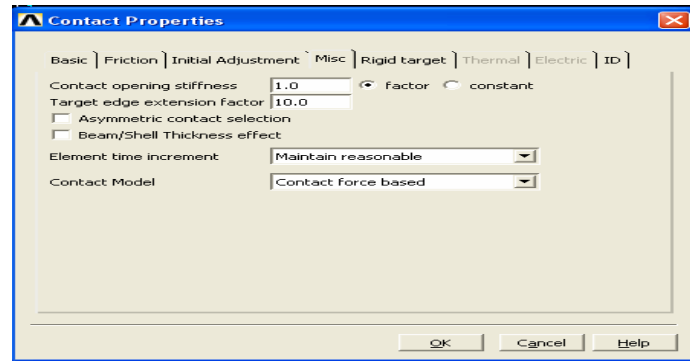 Contact Properties
Basic Friction Initial Adjustment Misc Rigid target Thermal Electric ID
Contact opening stiffness 1.0 factor constant
Target edge extension factor 10.0
Asymmetric contact selection
Beam/Shell Thickness effect
Element time increment Maintain reasonable
Contact Model Contact force based
OK Cancel Help